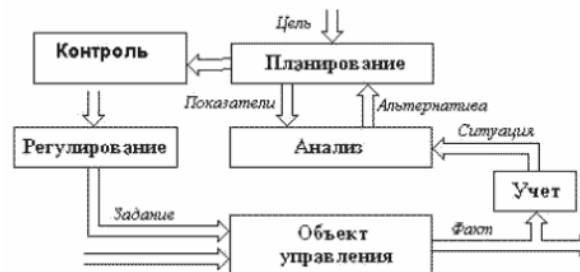 Цель
Контроль
Планирование
Показатели
Альтернатива
Регулирование
Анализ
Ситуация
Учет
Задание
Объект
управления
Факт